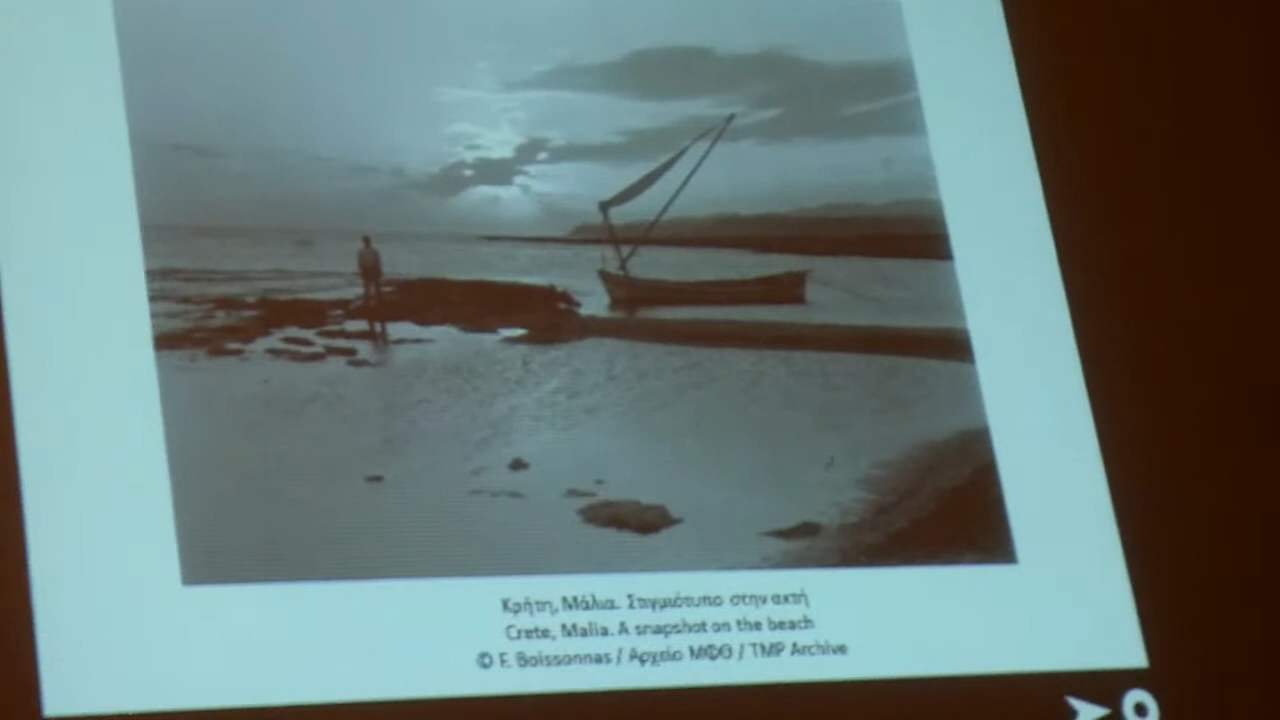 Κρήτη, Μάλια. Στιγμιότυπο στην ακτή
Crete, Malia. A snapshot on the beach
© F. Boissonnas / Αρχείο ΜΦΘ / TMP Archive